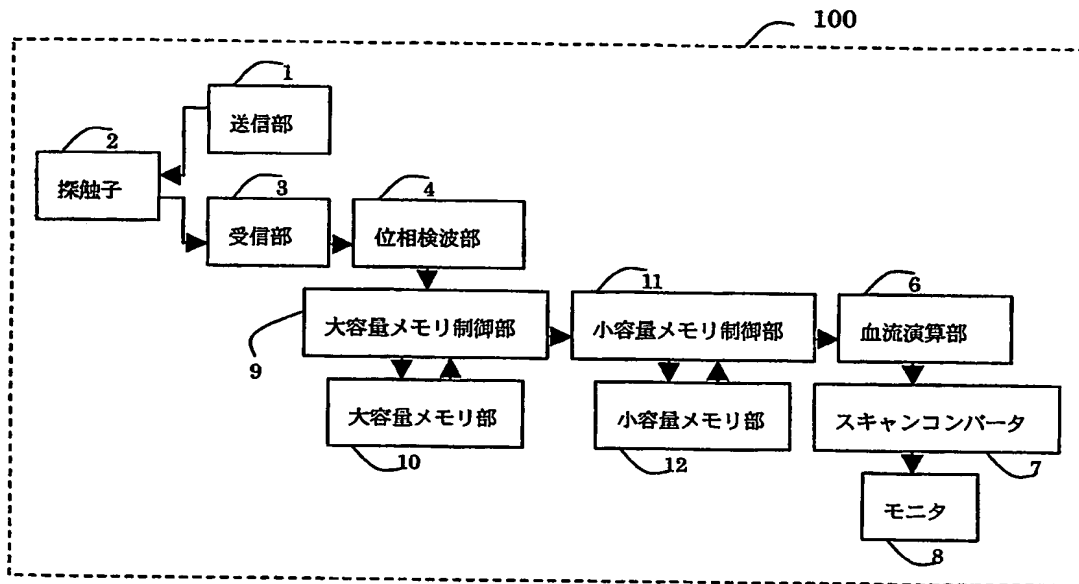 100
1
送信部
2
探触子
3
受信部
4
位相検波部
9
大容量メモリ制御部
11
小容量メモリ制御部
6
血流演算部
大容量メモリ部
10
小容量メモリ部
12
スキャンコンバータ
7
モニタ
8